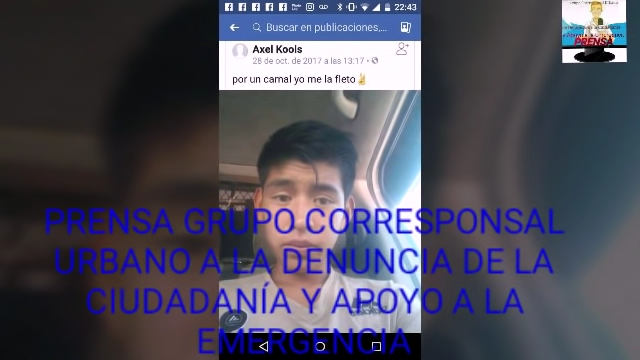 22:43
Buscar en publicaciones,...
Axel Kools
28 de oct. de 2017 a las 13:17
por un carnal yo me la fleto✌
PRENSA
PRENSA GRUPO CORRESPONSAL
URBANO A LA DENUNCIA DE LA
CIUDADANÍA Y APOYO A LA
EMERGENCIA